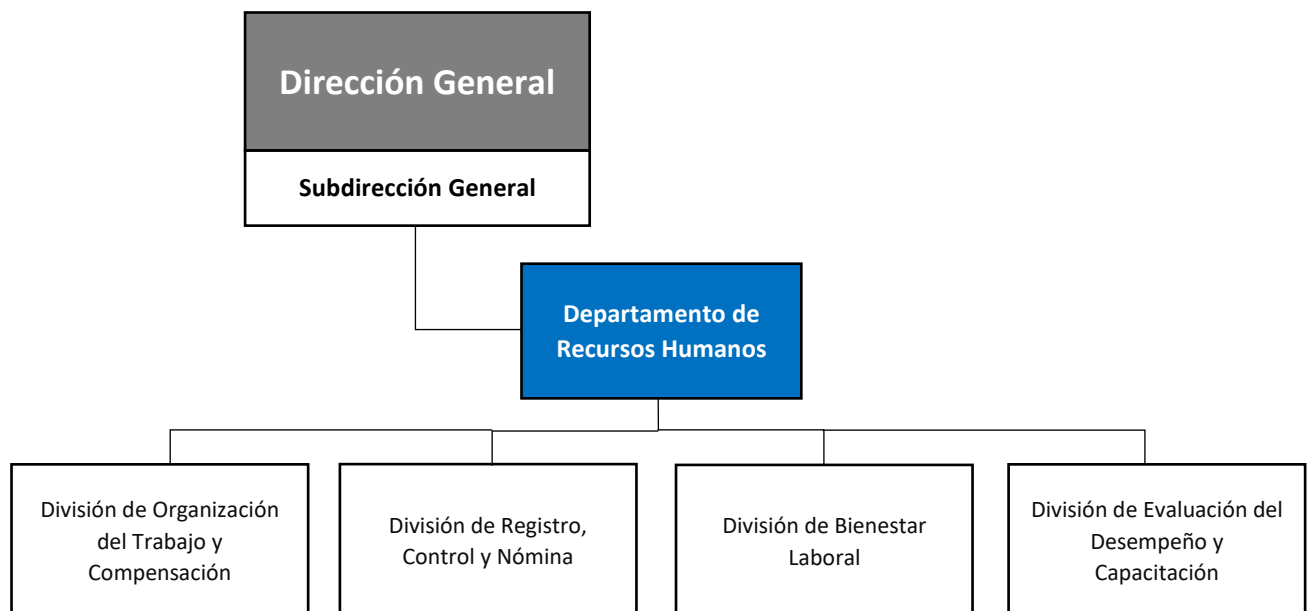 Dirección General
Subdirección General
Departamento de
Recursos Humanos
División de Organización
del Trabajo y
Compensación
División de Registro,
Control y Nómina
División de Bienestar
Laboral
División de Evaluación del
Desempeño y
Capacitación